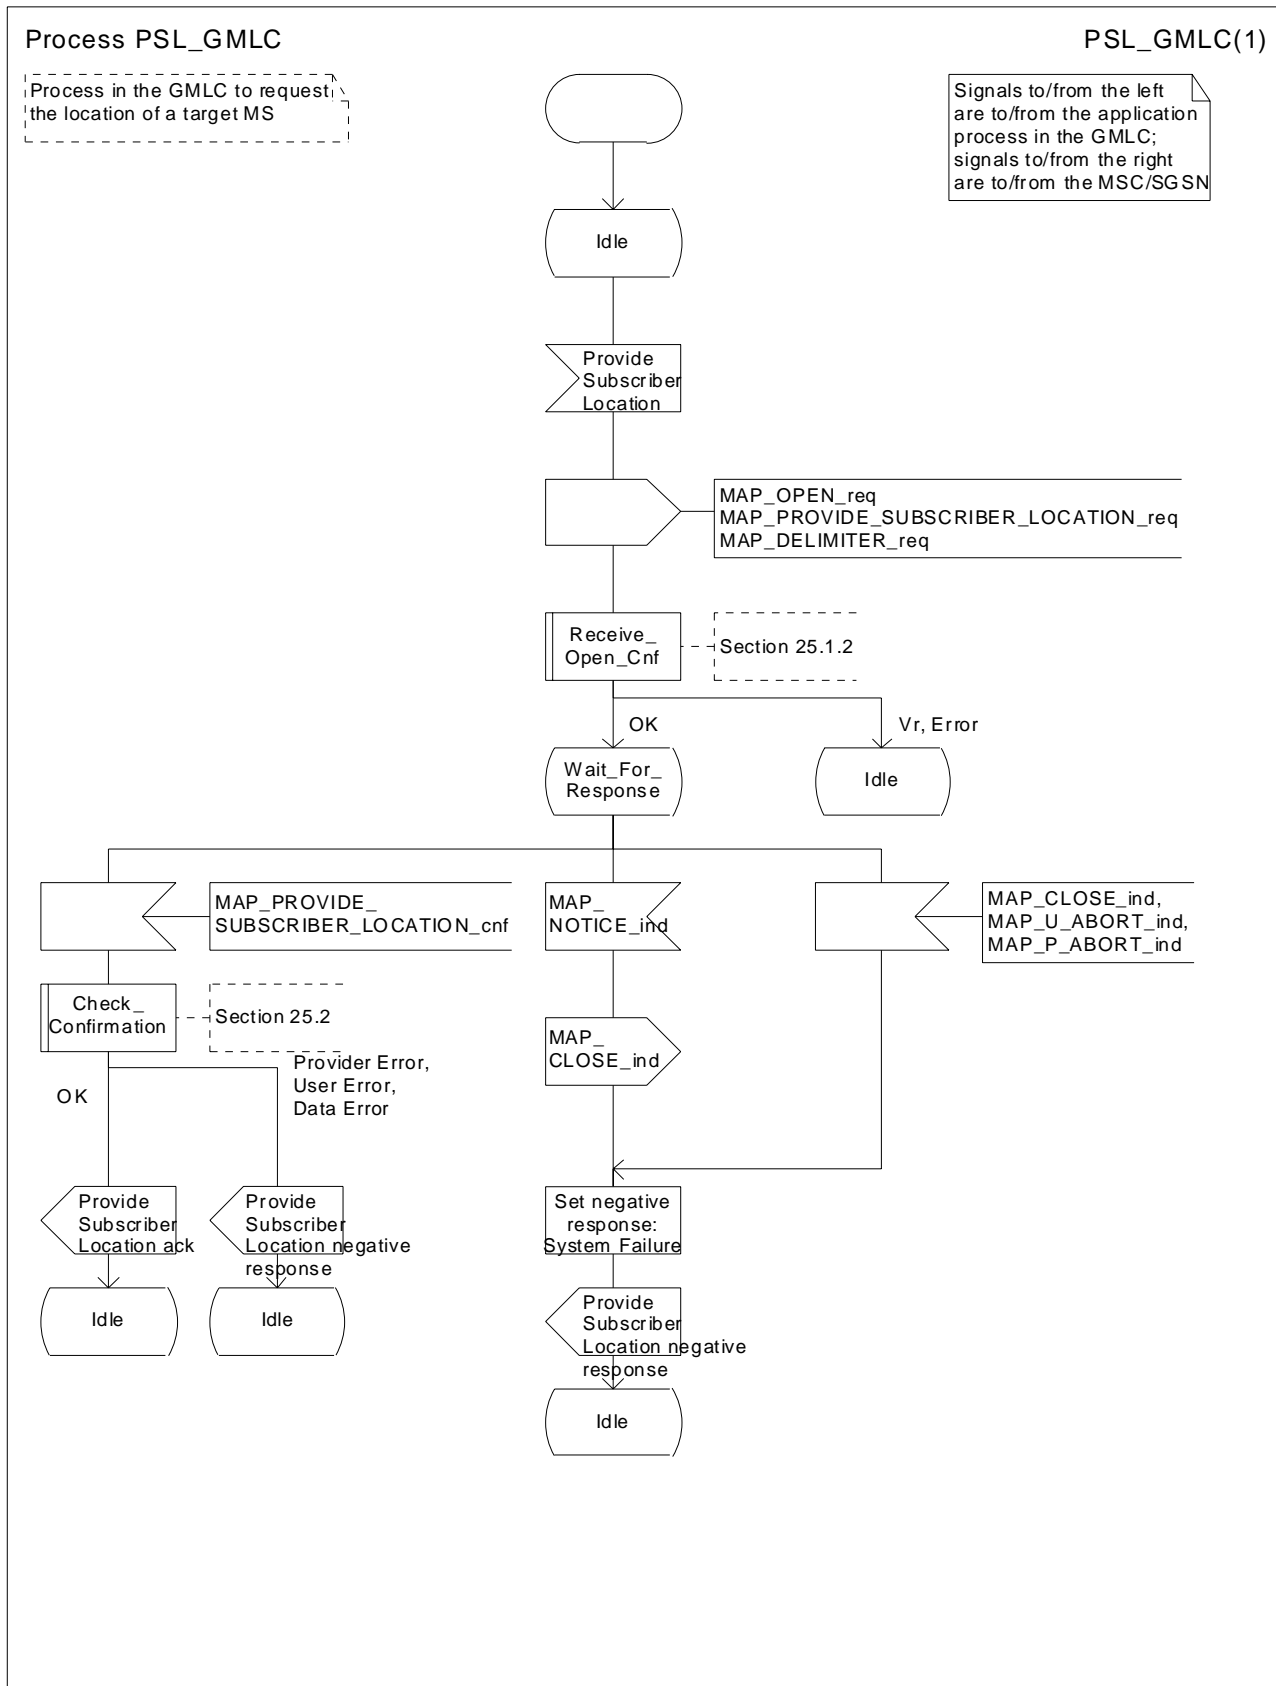 Process PSL_GMLC
PSL_GMLC(1)
Process in the GMLC to request
the location of a target MS
Signals to/from the left
are to/from the application
process in the GMLC;
signals to/from the right
are to/from the MSC/SGSN
Idle
Provide
Subscriber
Location
MAP_OPEN_req
MAP_PROVIDE_SUBSCRIBER_LOCATION_req
MAP_DELIMITER_req
Receive_
Open_Cnf
Section 25.1.2
OK
Vr, Error
Wait_For_
Response
Idle
MAP_PROVIDE_
SUBSCRIBER_LOCATION_cnf
MAP_
NOTICE_ind
MAP_CLOSE_ind,
MAP_U_ABORT_ind,
MAP_P_ABORT_ind
Check_
Confirmation
Section 25.2
MAP_
CLOSE_ind
OK
Provider Error,
User Error,
Data Error
Provide
Subscriber
Location ack
Provide
Subscriber
Location negative
response
Set negative
response:
System Failure
Idle
Idle
Provide
Subscriber
Location negative
response
Idle